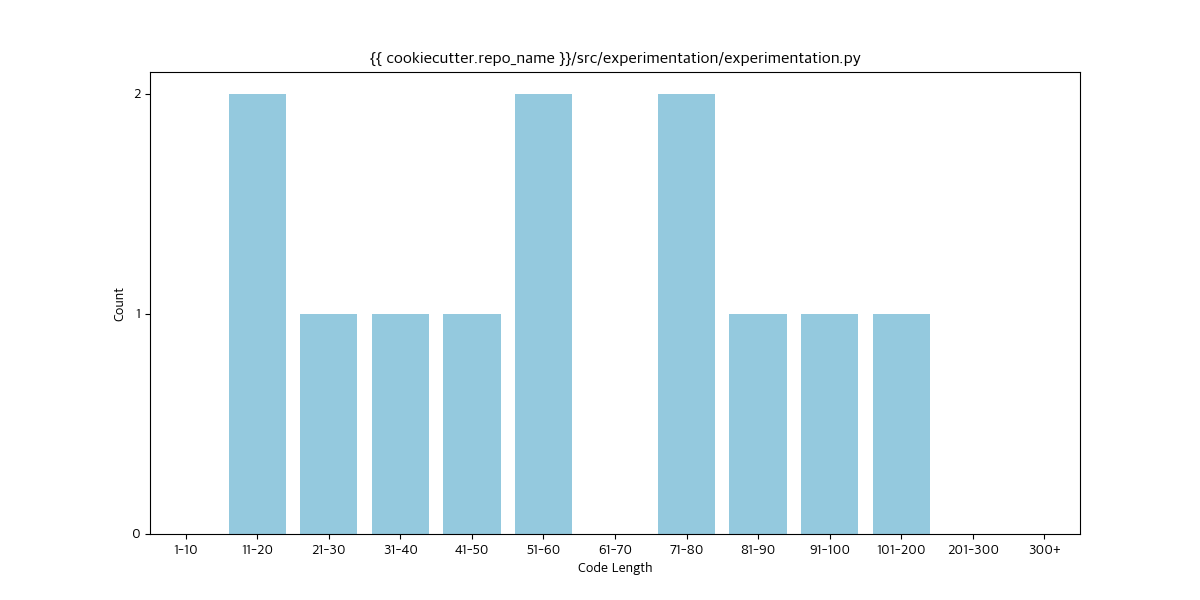 {{ cookiecutter.repo_name }}/src/experimentation/experimentation.py
2
1
0
Count
1-10 11-20 21-30 31-40 41-50 51-60 61-70 71-80 81-90 91-100 101-200 201-300 300+
Code Length